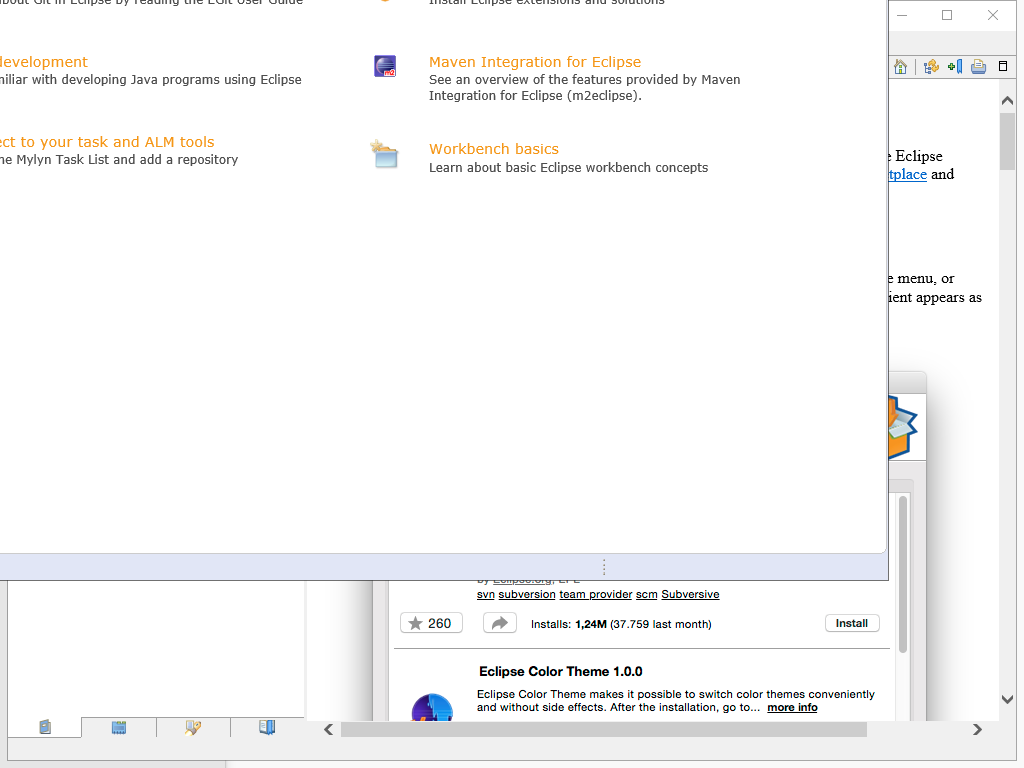 about Git in Eclipse by reading the EGit User Guide
Install Eclipse extensions and solutions
development
miliar with developing Java programs using Eclipse
Maven Integration for Eclipse
See an overview of the features provided by Maven
Integration for Eclipse (m2eclipse).
ect to your task and ALM tools
he Mylyn Task List and add a repository
Workbench basics
Learn about basic Eclipse workbench concepts
e Eclipse
tplace and
e menu, or
ient appears as
by Eclipse.org, EPL
svn subversion team provider scm Subversive
260
Installs: 1,24M (37.759 last month)
Install
Eclipse Color Theme 1.0.0
Eclipse Color Theme makes it possible to switch color themes conveniently
and without side effects. After the installation, go to... more info